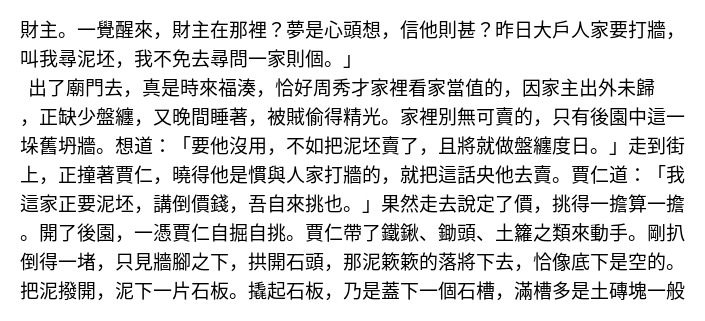 財主。一覺醒來，財主在那裡？夢是心頭想，信他則甚？昨日大戶人家要打牆，
叫我尋泥坯，我不免去尋問一家則個。」
出了廟門去，真是時來福湊，恰好周秀才家裡看家當值的，因家主出外未歸
，正缺少盤纏，又晚間睡著，被賊偷得精光。家裡別無可賣的，只有後園中這一
垛舊坍牆。想道：「要他沒用，不如把泥坯賣了，且將就做盤纏度日。」走到街
上，正撞著賈仁，曉得他是慣與人家打牆的，就把這話央他去賣。賈仁道：「我
這家正要泥坯，講倒價錢，吾自來挑也。」果然走去說定了價，挑得一擔算一擔
。開了後園，一憑賈仁自掘自挑。賈仁帶了鐵鍬、鋤頭、土籮之類來動手。剛扒
倒得一堵，只見牆腳之下，拱開石頭，那泥簌簌的落將下去，恰像底下是空的。
把泥撥開，泥下一片石板。撬起石板，乃是蓋下一個石槽，滿槽多是土磚塊一般